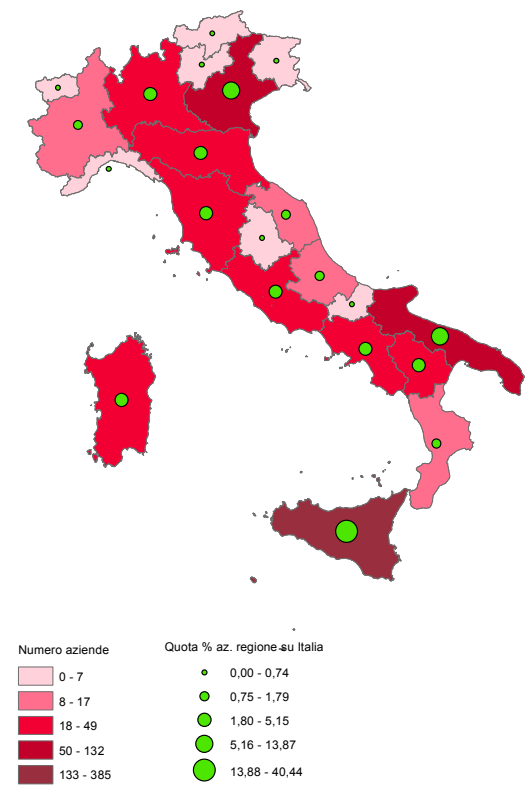 Numero aziende
0 - 7
8 - 17
18 - 49
50 - 132
133 - 385
Quota % az. regione su Italia
0,00 - 0,74
0,75 - 1,79
1,80 - 5,15
5,16 - 13,87
13,88 - 40,44